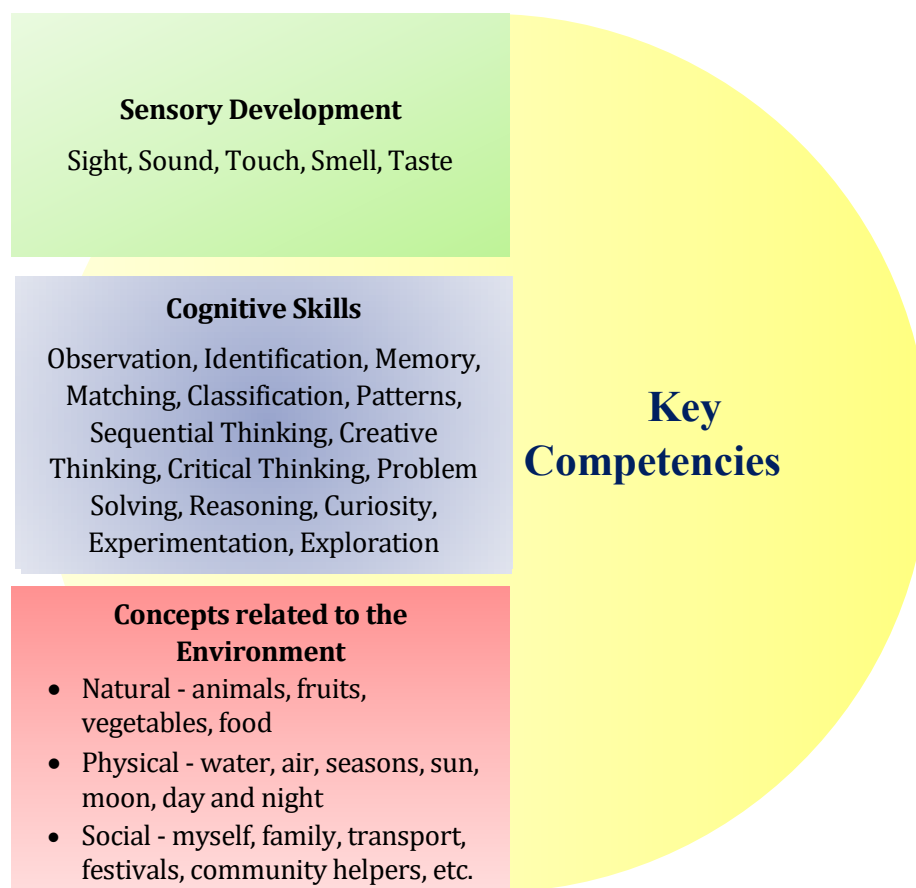 Sensory Development
Sight, Sound, Touch, Smell, Taste
Cognitive Skills
Observation, Identification, Memory,
Matching, Classification, Patterns,
Sequential Thinking, Creative
Thinking, Critical Thinking, Problem
Solving, Reasoning, Curiosity,
Experimentation, Exploration
Key
Competencies
Concepts related to the
Environment
• Natural - animals, fruits,
vegetables, food
• Physical - water, air, seasons, sun,
moon, day and night
• Social - myself, family, transport,
festivals, community helpers, etc.